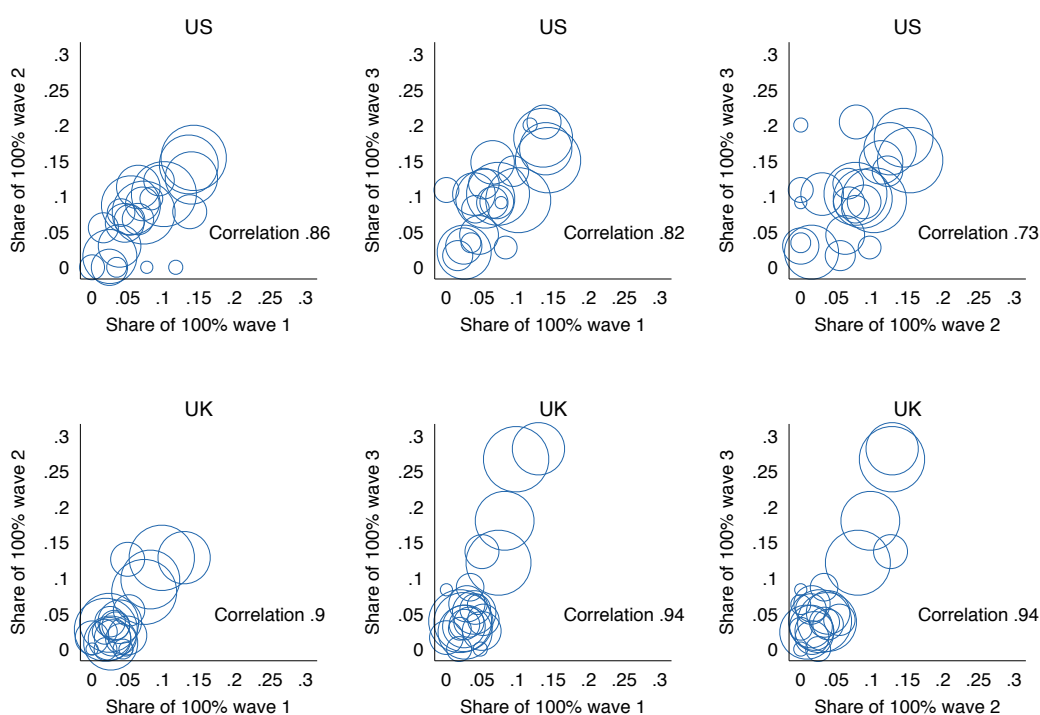 US
Share of 100% wave 2
.3
.25
.2
.15
.1
.05
0
Correlation .86
0 .05 .1 .15 .2 .25 .3
Share of 100% wave 1
US
Share of 100% wave 3
.3
.25
.2
.15
.1
.05
0
Correlation .82
0 .05 .1 .15 .2 .25 .3
Share of 100% wave 1
US
Share of 100% wave 3
.3
.25
.2
.15
.1
.05
0
Correlation .73
0 .05 .1 .15 .2 .25 .3
Share of 100% wave 2
UK
Share of 100% wave 2
.3
.25
.2
.15
.1
.05
0
Correlation .9
0 .05 .1 .15 .2 .25 .3
Share of 100% wave 1
UK
Share of 100% wave 3
.3
.25
.2
.15
.1
.05
0
Correlation .94
0 .05 .1 .15 .2 .25 .3
Share of 100% wave 1
UK
Share of 100% wave 3
.3
.25
.2
.15
.1
.05
0
Correlation .94
0 .05 .1 .15 .2 .25 .3
Share of 100% wave 2